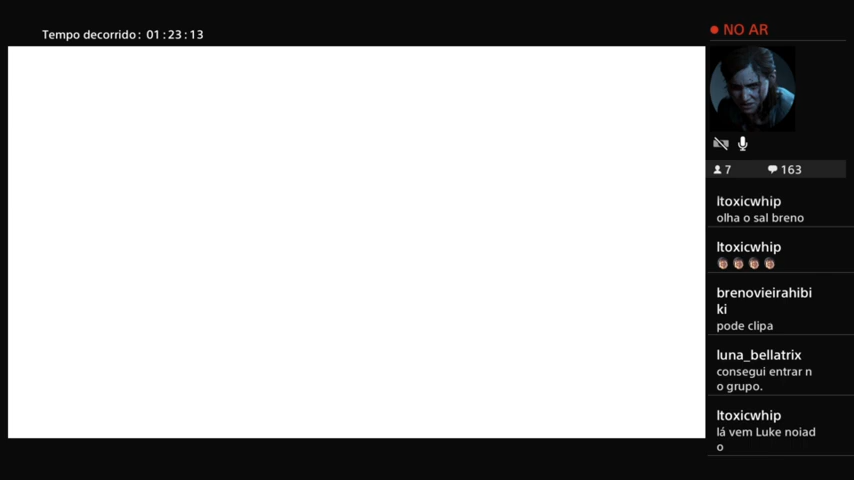 Tempo decorrido: 01:23:13
NO AR
7 163
ltoxicwhip
olha o sal breno
ltoxicwhip
brenovieirahibi
ki
pode clipa
luna_bellatrix
consegui entrar n
o grupo.
ltoxicwhip
lá vem Luke noiad
o